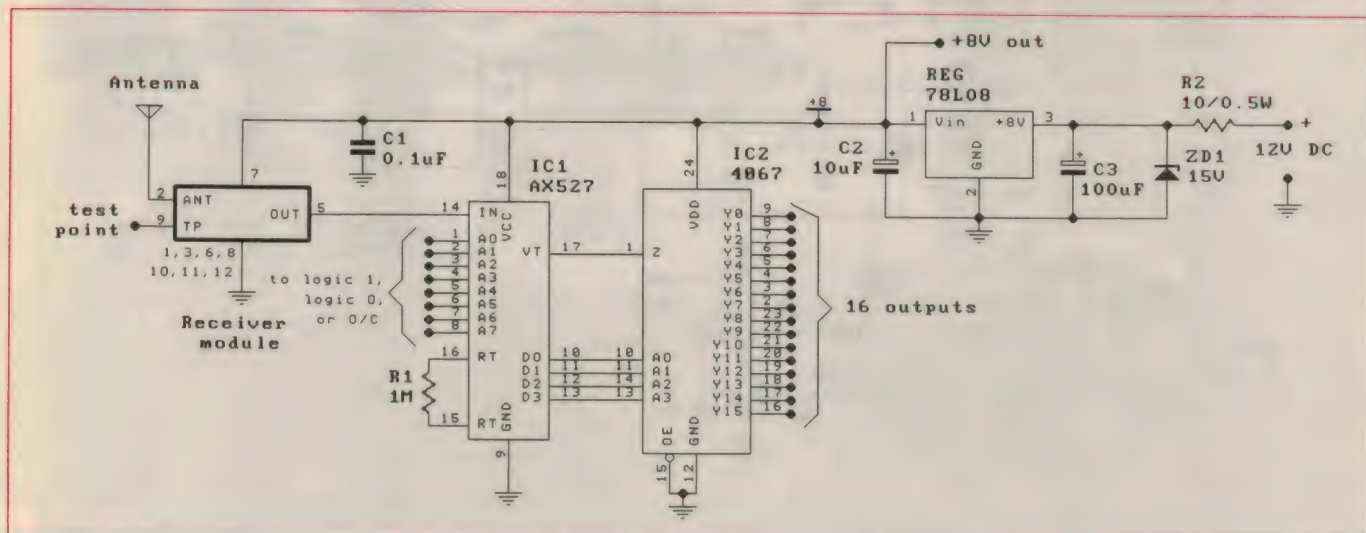 Antenna
2
ANT
7
OUT
5
test
point
9
TP
1, 3, 6, 8
10, 11, 12
Receiver
module
C1
0.1uF
IC1
AX527
18
VCC
14
IN
1
A0
2
A1
3
A2
4
A3
5
A4
6
A5
7
A6
8
A7
to logic 1,
logic 0,
or O/C
VT
17
16
RT
R1
1M
15
RT
GND
9
D0
10
D1
11
D2
12
D3
13
IC2
4067
24
VDD
1
Z
10
A0
11
A1
14
A2
13
A3
OE
15
GND
12
Y0
9
Y1
8
Y2
7
Y3
6
Y4
5
Y5
4
Y6
3
Y7
2
Y8
23
Y9
22
Y10
21
Y11
20
Y12
19
Y13
18
Y14
17
Y15
16
16 outputs
+8
+8V out
C2
10uF
+
REG
78L08
1
Vin
+8V
3
GND
2
C3
100uF
+
ZD1
15V
R2
10/0.5W
+
12V DC